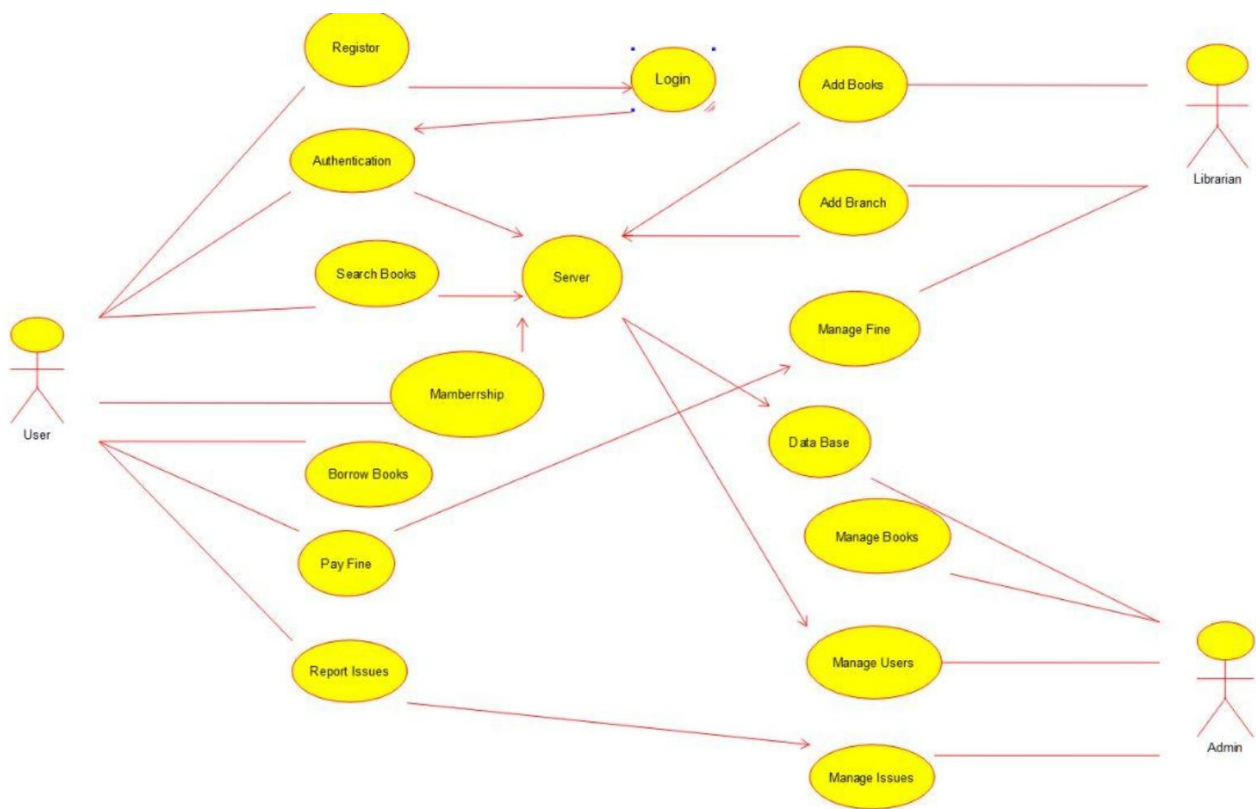 Registor
Login
Add Books
Authentication
Librarian
Add Branch
Search Books
Server
Manage Fine
Mamberrship
User
Data Base
Borrow Books
Manage Books
Pay Fine
Manage Users
Report Issues
Admin
Manage Issues